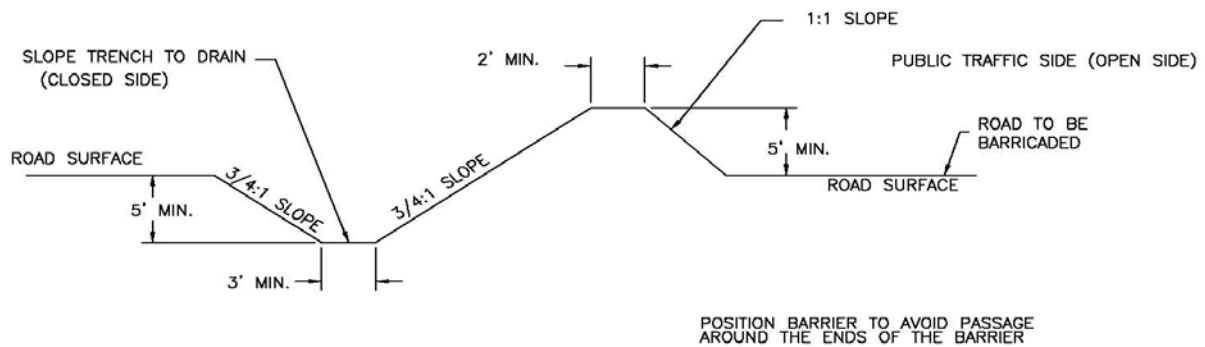 1:1 SLOPE
SLOPE TRENCH TO DRAIN
(CLOSED SIDE)
2' MIN.
PUBLIC TRAFFIC SIDE (OPEN SIDE)
ROAD TO BE
BARRICADED
ROAD SURFACE
3/4:1 SLOPE
3/4:1 SLOPE
5' MIN.
ROAD SURFACE
5' MIN.
3' MIN.
POSITION BARRIER TO AVOID PASSAGE
AROUND THE ENDS OF THE BARRIER